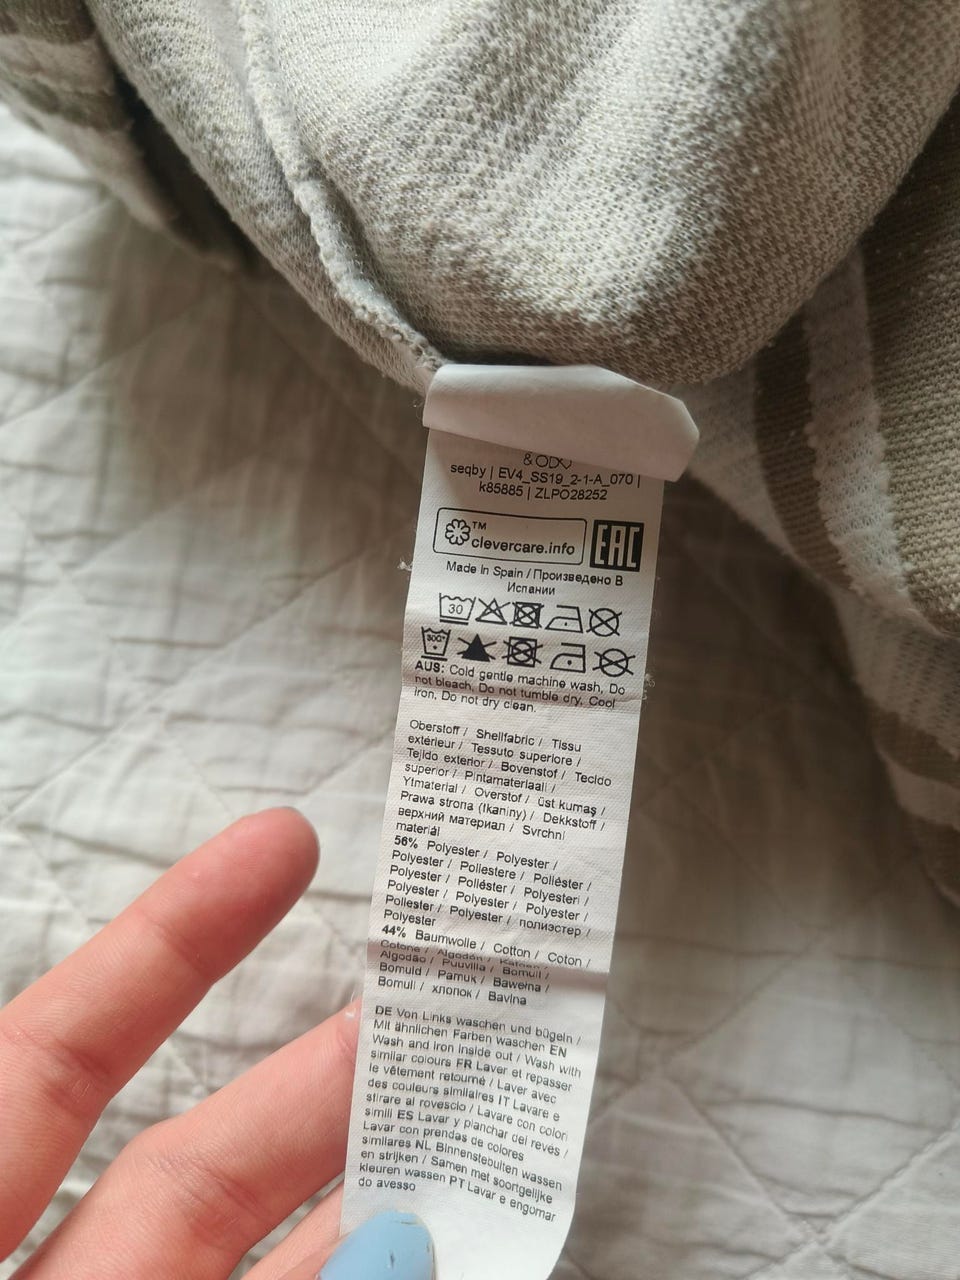 seqby | EV4_SS19_2-1-A_070 |
k85885 | ZLPO28252
TM
clevercare.info
EAC
Made in Spain / Произведено В
Испании
30
30C°
AUS: Cold gentle machine wash, Do
not bleach, Do not tumble dry, Cool
iron, Do not dry clean.
Oberstoff / Shellfabric / Tissu
extérieur / Tessuto superiore /
Tejido exterior / Bovenstof / Tecido
superior / Pintamateriaali /
Ytmaterial / Overstof / üst kumaş /
Prawa strona (tkaniny) / Dekkstoff /
верхний материал / Svrchní
materiál
56% Polyester / Polyester /
Polyester / Poliestere / Poliéster /
Polyester / Poliéster / Polyesteri /
Polyester / Polyester / Polyester /
Poliester / Polyester / полиэстер /
Polyester
44% Baumwolle / Cotton / Coton /
Cotone / Algodón / Katoen /
Algodão / Puuvilla / Bomull /
Bomuld / Pamuk / Bawełna /
Bomull / хлопок / Bavlna
DE Von Links waschen und bügeln /
Mit ähnlichen Farben waschen EN
Wash and iron inside out / Wash with
similar colours FR Laver et repasser
le vêtement retourné / Laver avec
des couleurs similaires IT Lavare e
stirare al rovescio / Lavare con colori
simili ES Lavar y planchar del revés /
Lavar con prendas de colores
similares NL Binnenstebuiten wassen
en strijken / Samen met soortgelijke
kleuren wassen PT Lavar e engomar
do avesso